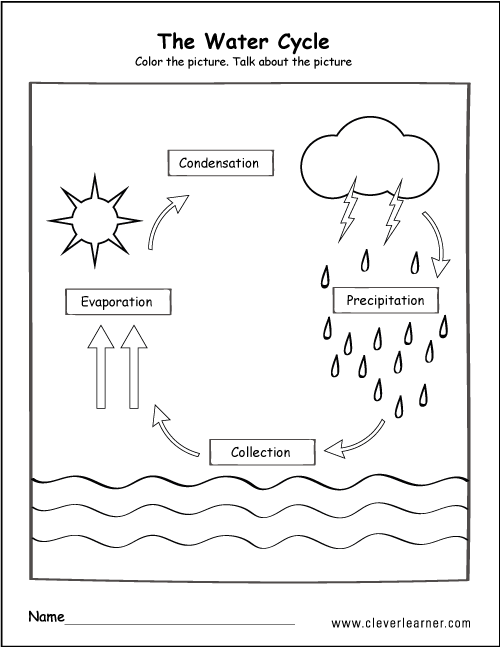 The Water Cycle
Color the picture. Talk about the picture
Condensation
Evaporation
Precipitation
Collection
Name
www.cleverlearner.com